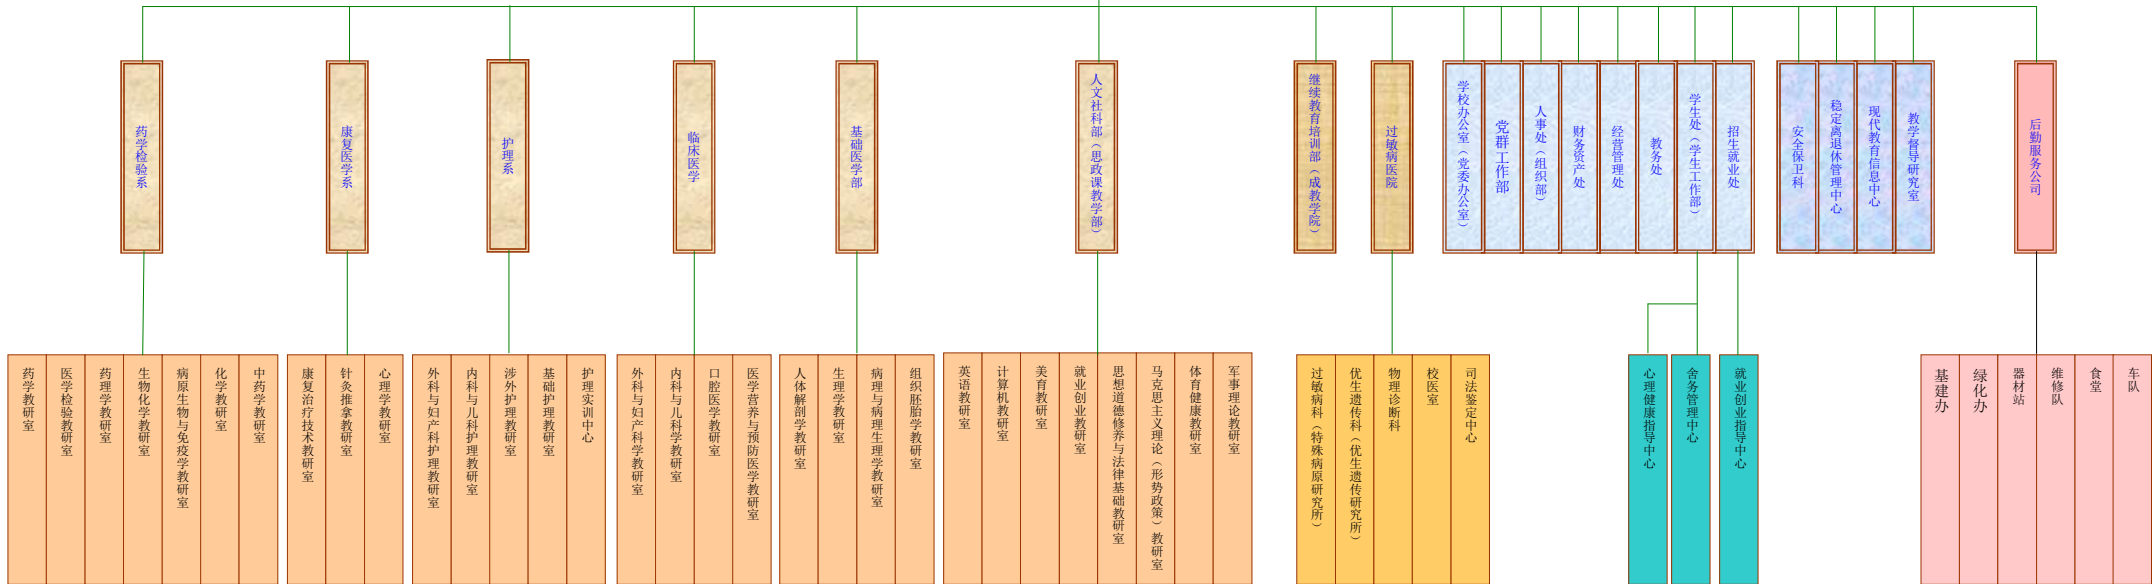 药学检验系
康复医学系
护理系
临床医学
基础医学部
人文社科部（思政课教学部）
继续教育培训部（成教学院）
过敏病医院
学校办公室（党委办公室）
党群工作部
人事处（组织部）
财务资产处
经营管理处
教务处
学生处（学生工作部）
招生就业处
安全保卫科
稳定离退休管理中心
现代教育信息中心
教学督导研究室
后勤服务公司
药学教研室
医学检验教研室
药理学教研室
生物化学教研室
病原生物与免疫学教研室
化学教研室
中药学教研室
康复治疗技术教研室
针灸推拿教研室
心理学教研室
外科与妇产科护理教研室
内科与儿科护理教研室
涉外护理教研室
基础护理教研室
护理实训中心
外科与妇产科学教研室
内科与儿科学教研室
口腔医学教研室
医学营养与预防医学教研室
人体解剖学教研室
生理学教研室
病理与病理生理学教研室
组织胚胎学教研室
英语教研室
计算机教研室
美育教研室
就业创业教研室
思想道德修养与法律基础教研室
马克思主义理论（形势政策）教研室
体育健康教研室
军事理论教研室
过敏病科（特殊病原研究所）
优生遗传科（优生遗传研究所）
物理诊断科
校医室
司法鉴定中心
心理健康指导中心
舍务管理中心
就业创业指导中心
基建办
绿化办
器材站
维修队
食堂
车队